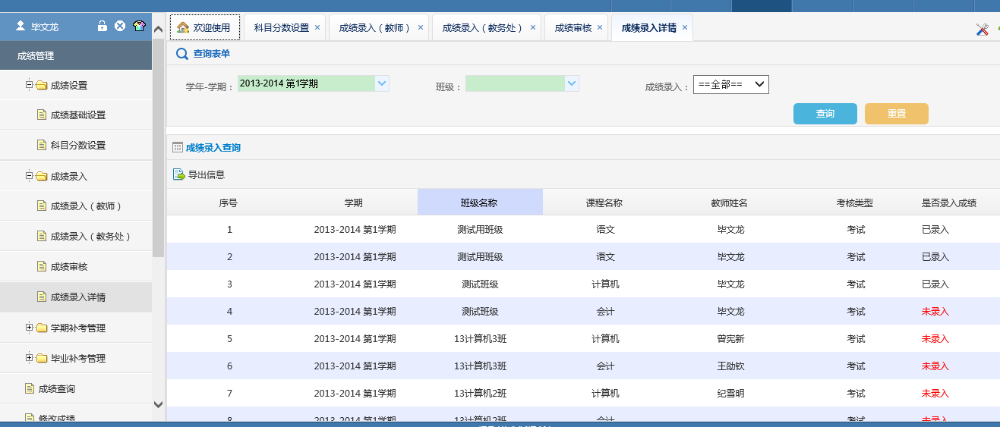 毕文龙
成绩管理
成绩设置
成绩基础设置
科目分数设置
成绩录入
成绩录入（教师）
成绩录入（教务处）
成绩审核
成绩录入详情
学期补考管理
毕业补考管理
成绩查询
修改成绩
欢迎使用 科目分数设置 × 成绩录入（教师） × 成绩录入（教务处） × 成绩审核 × 成绩录入详情 ×
查询表单
学年-学期： 2013-2014 第1学期 班级： 成绩录入： ==全部==
查询 重置
成绩录入查询
导出信息
序号 学期 班级名称 课程名称 教师姓名 考核类型 是否录入成绩
1 2013-2014 第1学期 测试用班级 语文 毕文龙 考试 已录入
2 2013-2014 第1学期 测试用班级 语文 毕文龙 考试 已录入
3 2013-2014 第1学期 测试班级 计算机 毕文龙 考试 已录入
4 2013-2014 第1学期 测试班级 会计 毕文龙 考试 未录入
5 2013-2014 第1学期 13计算机3班 计算机 曾宪新 考试 未录入
6 2013-2014 第1学期 13计算机3班 会计 王劭钦 考试 未录入
7 2013-2014 第1学期 13计算机2班 计算机 纪雪明 考试 未录入
8 2013-2014 第1学期 13计算机2班 会计 考试 未录入